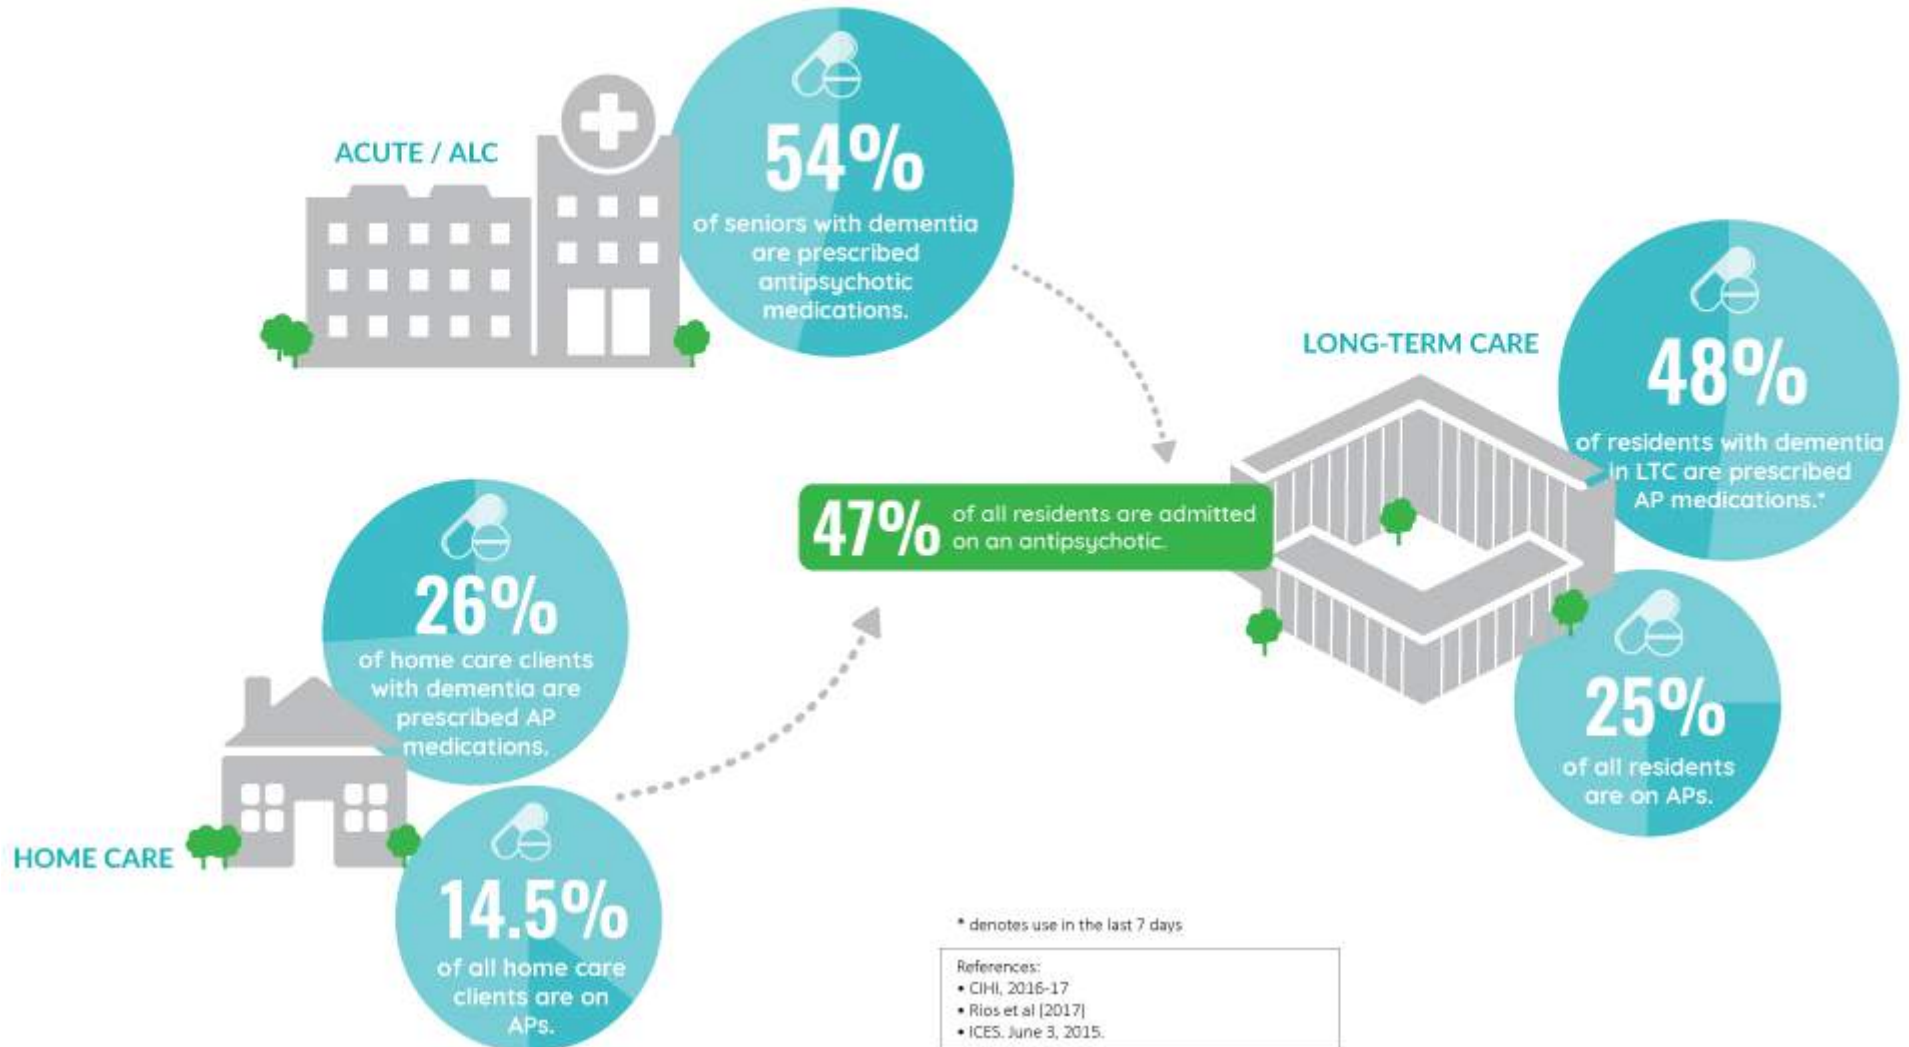 ACUTE / ALC
54%
of seniors with dementia
are prescribed
antipsychotic
medications.
LONG-TERM CARE
48%
of residents with dementia
in LTC are prescribed
AP medications.*
47%
of all residents are admitted
on an antipsychotic.
26%
of home care clients
with dementia are
prescribed AP
medications.
25%
of all residents
are on APs.
HOME CARE
14.5%
of all home care
clients are on
APs.
* denotes use in the last 7 days
References:
• CIHI, 2016-17
• Rios et al (2017)
• ICES. June 3, 2015.